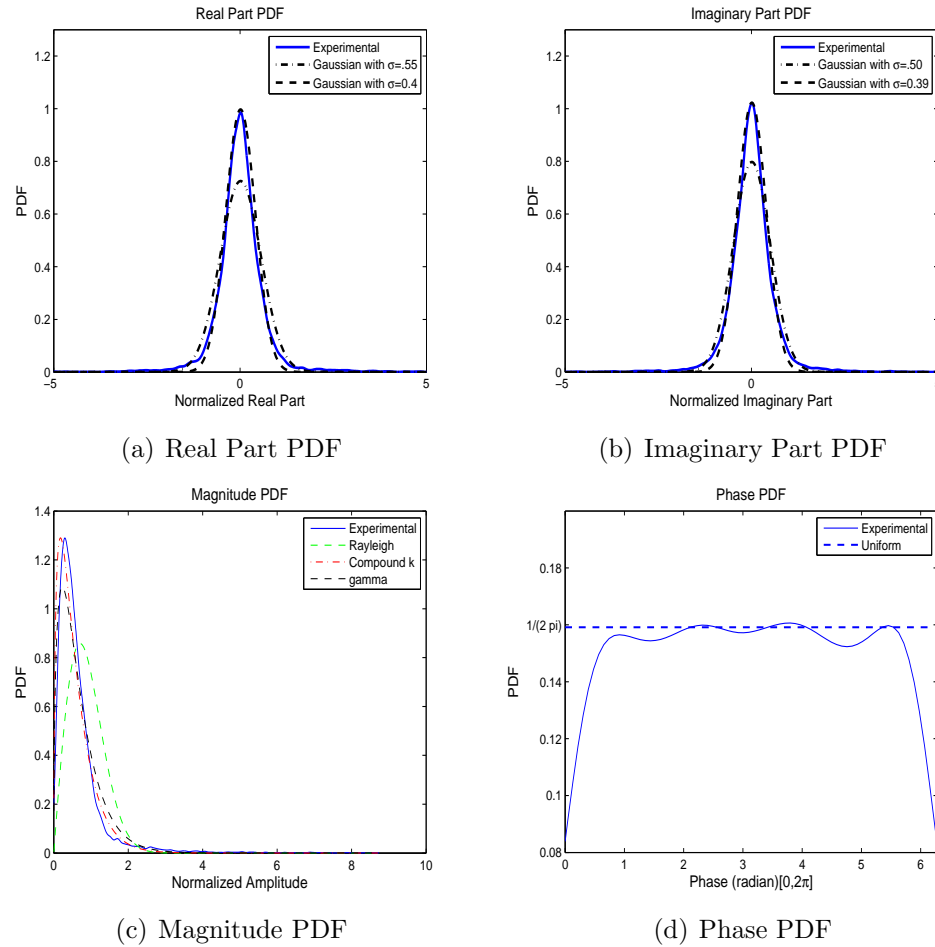 Real Part PDF
Experimental
Gaussian with σ=.55
Gaussian with σ=0.4
PDF
1.2
1
0.8
0.6
0.4
0.2
0
−5
0
5
Normalized Real Part
(a) Real Part PDF
Imaginary Part PDF
Experimental
Gaussian with σ=.50
Gaussian with σ=0.39
PDF
1.2
1
0.8
0.6
0.4
0.2
0
−5
0
Normalized Imaginary Part
(b) Imaginary Part PDF
Magnitude PDF
Experimental
Rayleigh
Compound k
gamma
PDF
1.4
1.2
1
0.8
0.6
0.4
0.2
0
0
2
4
6
8
10
Normalized Amplitude
(c) Magnitude PDF
Phase PDF
Experimental
Uniform
PDF
0.18
1/(2 pi)
0.16
0.14
0.12
0.1
0.08
0
1
2
3
4
5
6
Phase (radian)[0,2π]
(d) Phase PDF